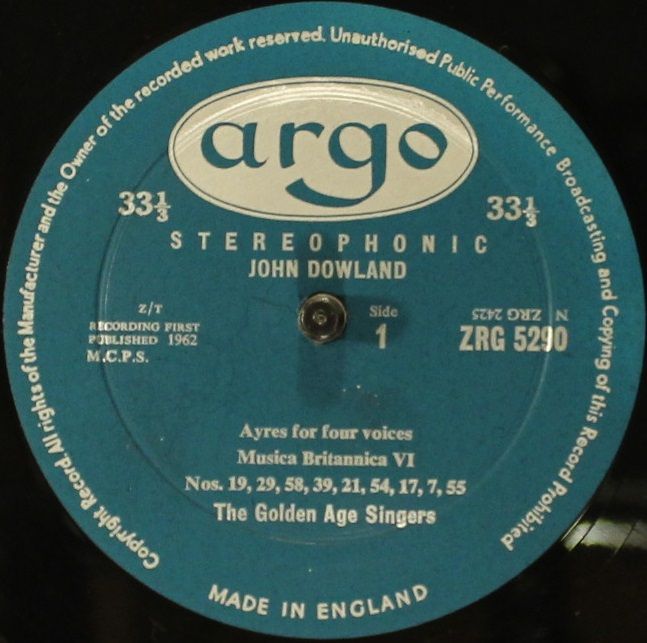 Copyright Record. All rights of the Manufacturer and the Owner of the recorded work reserved. Unauthorised Public Performance Broadcasting and Copying of this Record Prohibited
argo
33⅓ 33⅓
STEREOPHONIC
JOHN DOWLAND
Z/T
RECORDING FIRST
PUBLISHED 1962
M.C.P.S.
Side
1
N ZRG 2425
ZRG 5290
Ayres for four voices
Musica Britannica VI
Nos. 19, 29, 58, 39, 21, 54, 17, 7, 55
The Golden Age Singers
MADE IN ENGLAND